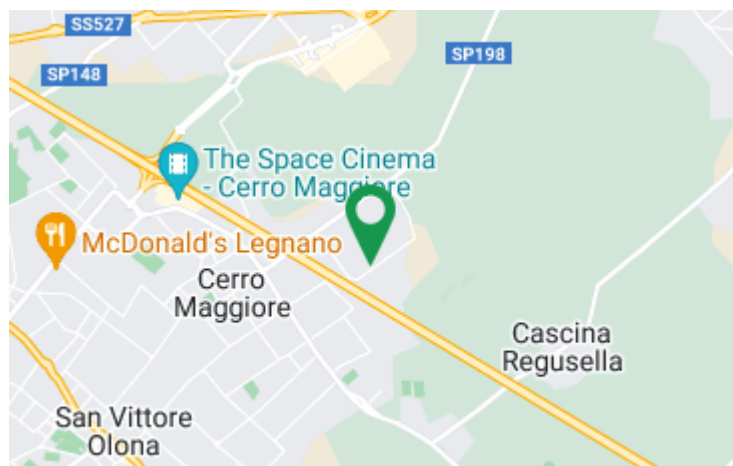 SS527
SP198
SP148
The Space Cinema
- Cerro Maggiore
McDonald's Legnano
Cerro
Maggiore
Cascina
Regusella
San Vittore
Olona